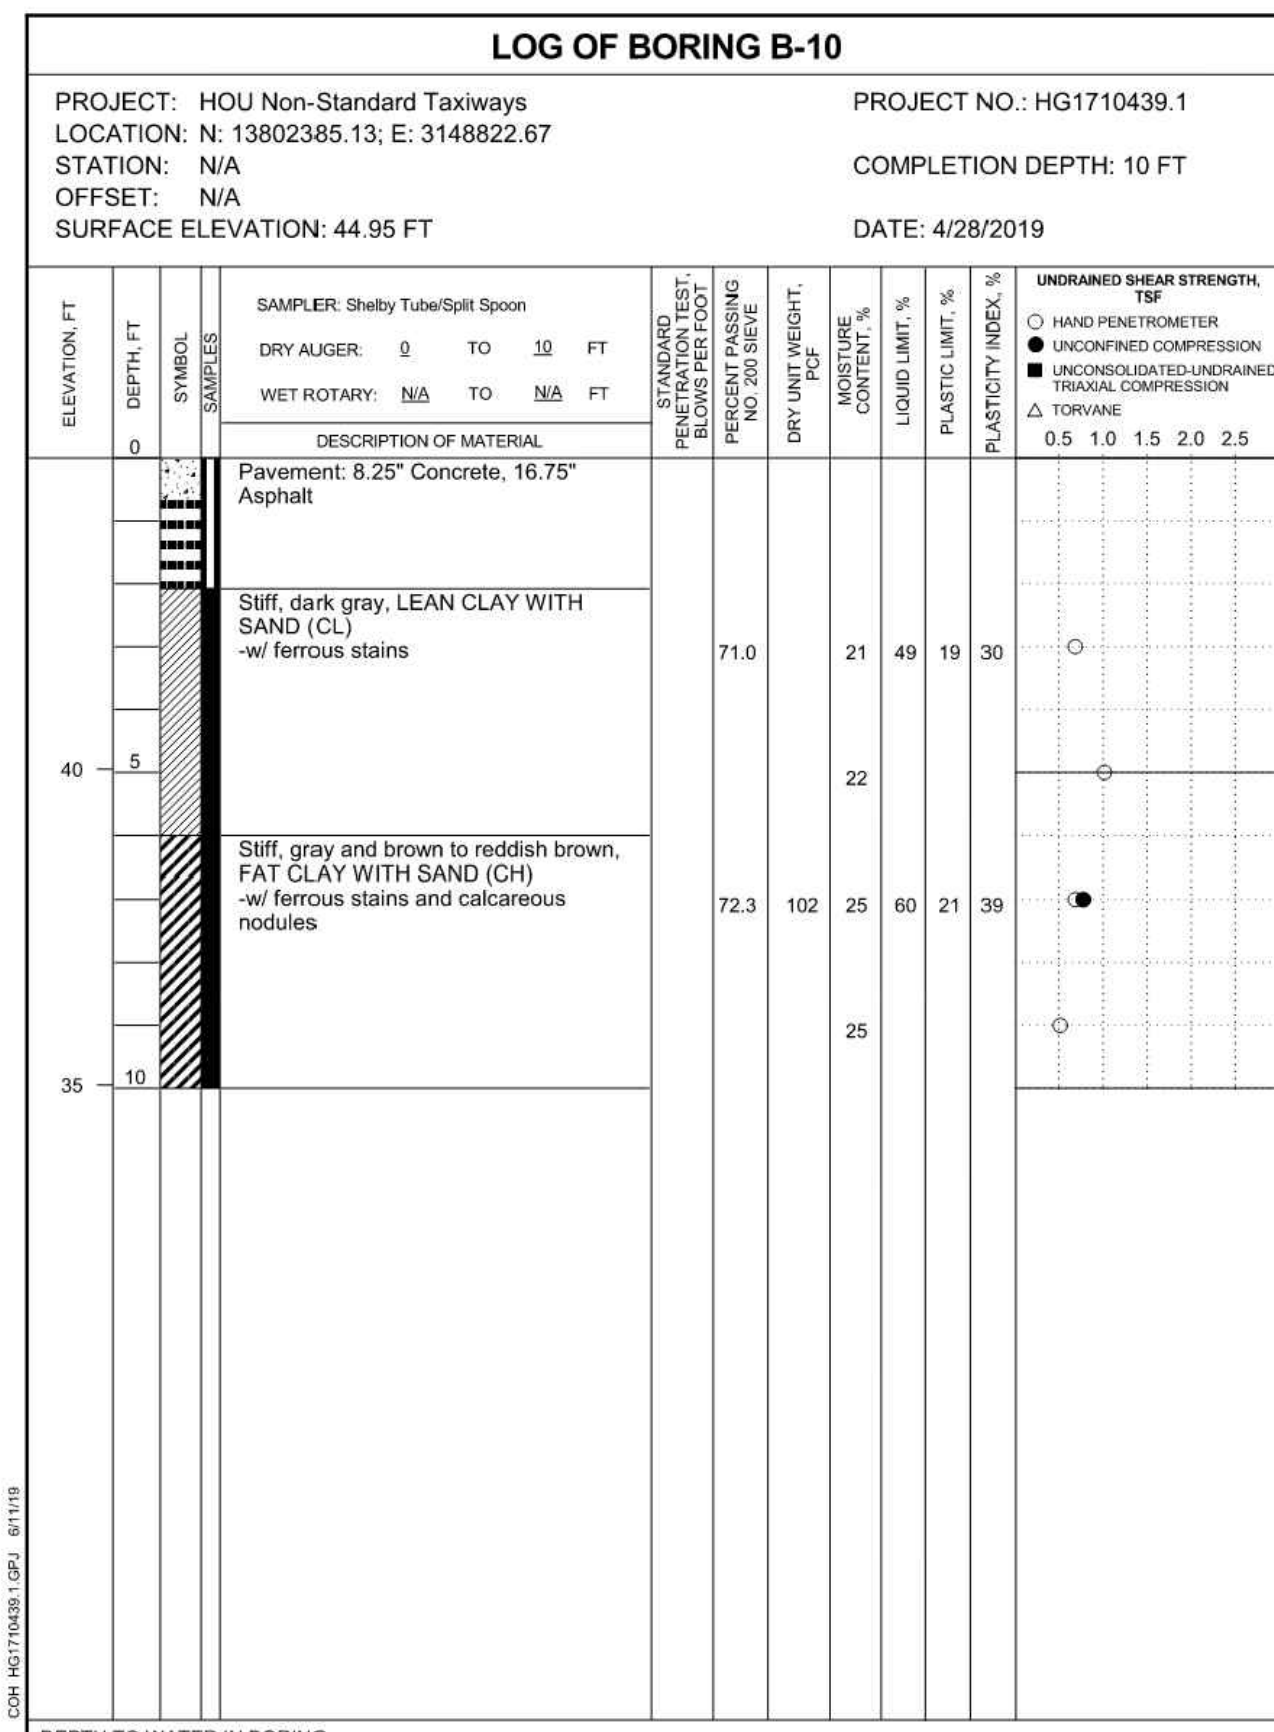 LOG OF BORING B-10
PROJECT: HOU Non-Standard Taxiways
PROJECT NO.: HG1710439.1
LOCATION: N: 13802385.13; E: 3148822.67
STATION: N/A
COMPLETION DEPTH: 10 FT
OFFSET: N/A
SURFACE ELEVATION: 44.95 FT
DATE: 4/28/2019
ELEVATION, FT
DEPTH, FT
0
SYMBOL
SAMPLES
SAMPLER: Shelby Tube/Split Spoon
DRY AUGER: 0 TO 10 FT
WET ROTARY: N/A TO N/A FT
DESCRIPTION OF MATERIAL
STANDARD
PENETRATION TEST,
BLOWS PER FOOT
PERCENT PASSING
NO. 200 SIEVE
DRY UNIT WEIGHT,
PCF
MOISTURE
CONTENT, %
LIQUID LIMIT, %
PLASTIC LIMIT, %
PLASTICITY INDEX, %
UNDRAINED SHEAR STRENGTH,
TSF
HAND PENETROMETER
UNCONFINED COMPRESSION
UNCONSOLIDATED-UNDRAINED
TRIAXIAL COMPRESSION
TORVANE
0.5 1.0 1.5 2.0 2.5
Pavement: 8.25" Concrete, 16.75"
Asphalt
Stiff, dark gray, LEAN CLAY WITH
SAND (CL)
-w/ ferrous stains
71.0 21 49 19 30
40 5
22
Stiff, gray and brown to reddish brown,
FAT CLAY WITH SAND (CH)
-w/ ferrous stains and calcareous
nodules
72.3 102 25 60 21 39
25
35 10
COH HG1710439.1.GPJ 6/11/19
DEPTH TO WATER IN BORING